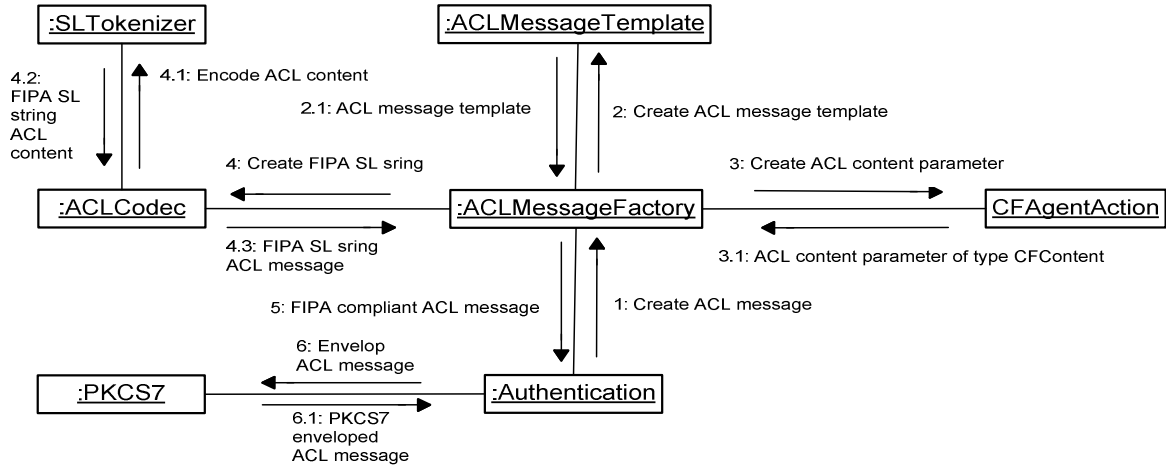 :SLTokenizer
:ACLMessageTemplate
4.2:
FIPA SL
string
ACL
content
4.1: Encode ACL content
2.1: ACL message template
2: Create ACL message template
4: Create FIPA SL sring
3: Create ACL content parameter
:ACLCodec
:ACLMessageFactory
CFAgentAction
4.3: FIPA SL sring
ACL message
3.1: ACL content parameter of type CFContent
5: FIPA compliant ACL message
1: Create ACL message
6: Envelop
ACL message
:PKCS7
:Authentication
6.1: PKCS7
enveloped
ACL message